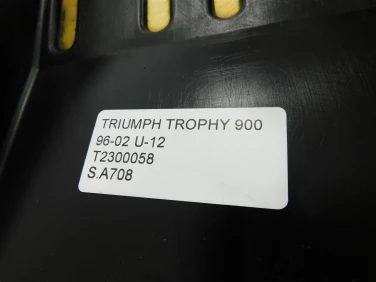 TRIUMPH TROPHY 900
96-02 U-12
T2300058
S.A708